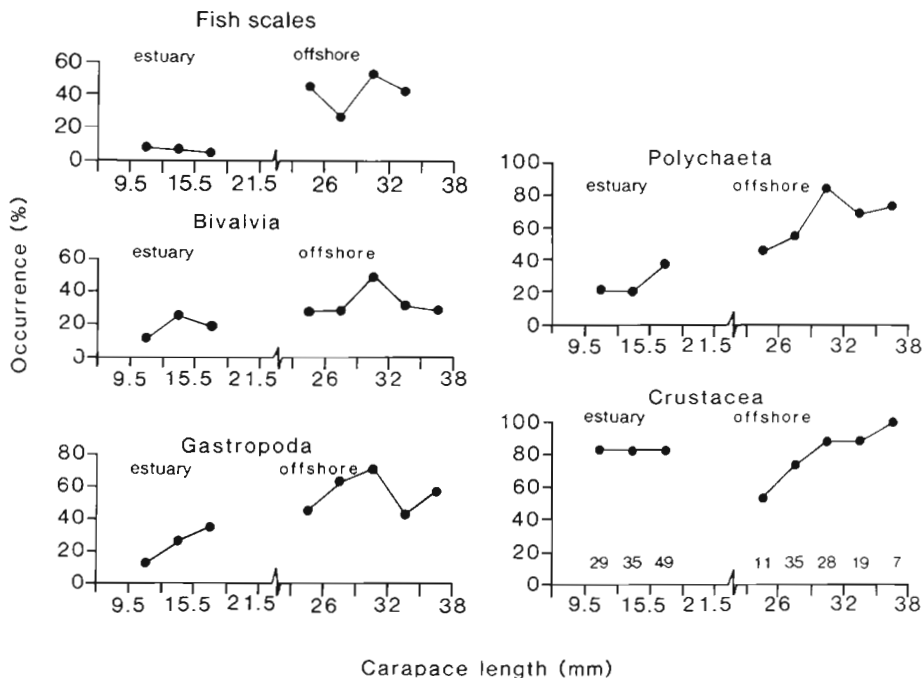 Fish scales
estuary offshore
60
40
20
0
9.5 15.5 21.5 26 32 38
Bivalvia
estuary offshore
60
40
20
0
9.5 15.5 21.5 26 32 38
Gastropoda
estuary offshore
80
60
40
20
0
9.5 15.5 21.5 26 32 38
Polychaeta
estuary offshore
100
80
60
40
20
0
9.5 15.5 21.5 26 32 38
Crustacea
estuary offshore
100
80
60
40
20
0
29 35 49 11 35 28 19 7
9.5 15.5 21.5 26 32 38
Occurrence (%)
Carapace length (mm)